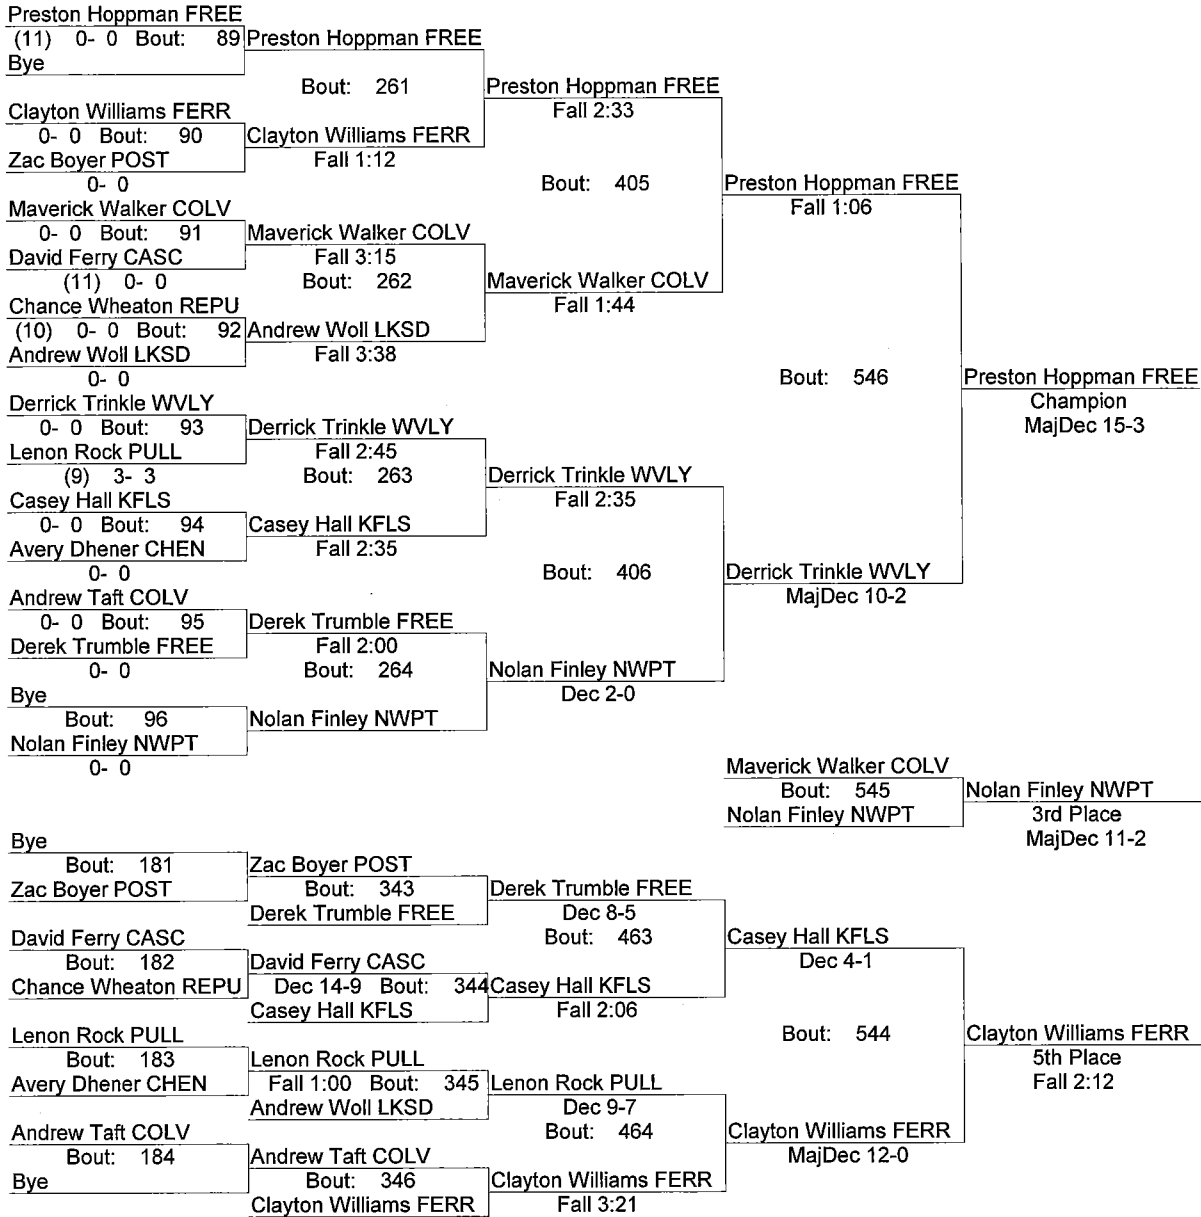 Preston Hoppman FREE
(11) 0- 0 Bout: 89
Bye
Preston Hoppman FREE
Bout: 261
Clayton Williams FERR
0- 0 Bout: 90
Zac Boyer POST
0- 0
Clayton Williams FERR
Fall 1:12
Preston Hoppman FREE
Fall 2:33
Bout: 405
Maverick Walker COLV
0- 0 Bout: 91
David Ferry CASC
(11) 0- 0
Maverick Walker COLV
Fall 3:15
Bout: 262
Chance Wheaton REPU
(10) 0- 0 Bout: 92
Andrew Woll LKSD
0- 0
Andrew Woll LKSD
Fall 3:38
Maverick Walker COLV
Fall 1:44
Preston Hoppman FREE
Fall 1:06
Bout: 546
Derrick Trinkle WVLY
0- 0 Bout: 93
Lenon Rock PULL
(9) 3- 3
Derrick Trinkle WVLY
Fall 2:45
Bout: 263
Casey Hall KFLS
0- 0 Bout: 94
Avery Dhener CHEN
0- 0
Casey Hall KFLS
Fall 2:35
Derrick Trinkle WVLY
Fall 2:35
Bout: 406
Andrew Taft COLV
0- 0 Bout: 95
Derek Trumble FREE
0- 0
Derek Trumble FREE
Fall 2:00
Bout: 264
Bye
Bout: 96
Nolan Finley NWPT
0- 0
Nolan Finley NWPT
Nolan Finley NWPT
Dec 2-0
Derrick Trinkle WVLY
MajDec 10-2
Preston Hoppman FREE
Champion
MajDec 15-3
Maverick Walker COLV
Bout: 545
Nolan Finley NWPT
Nolan Finley NWPT
3rd Place
MajDec 11-2
Bye
Bout: 181
Zac Boyer POST
Zac Boyer POST
Bout: 343
Derek Trumble FREE
Derek Trumble FREE
Dec 8-5
Bout: 463
David Ferry CASC
Bout: 182
Chance Wheaton REPU
David Ferry CASC
Dec 14-9 Bout: 344
Casey Hall KFLS
Casey Hall KFLS
Fall 2:06
Casey Hall KFLS
Dec 4-1
Bout: 544
Lenon Rock PULL
Bout: 183
Avery Dhener CHEN
Lenon Rock PULL
Fall 1:00 Bout: 345
Andrew Woll LKSD
Lenon Rock PULL
Dec 9-7
Bout: 464
Andrew Taft COLV
Bout: 184
Bye
Andrew Taft COLV
Bout: 346
Clayton Williams FERR
Clayton Williams FERR
Fall 3:21
Clayton Williams FERR
MajDec 12-0
Clayton Williams FERR
5th Place
Fall 2:12